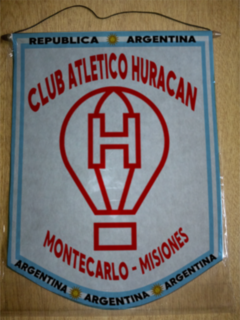 REPUBLICA ARGENTINA
CLUB ATLETICO HURACAN
H
MONTECARLO - MISIONES
ARGENTINA ARGENTINA ARGENTINA